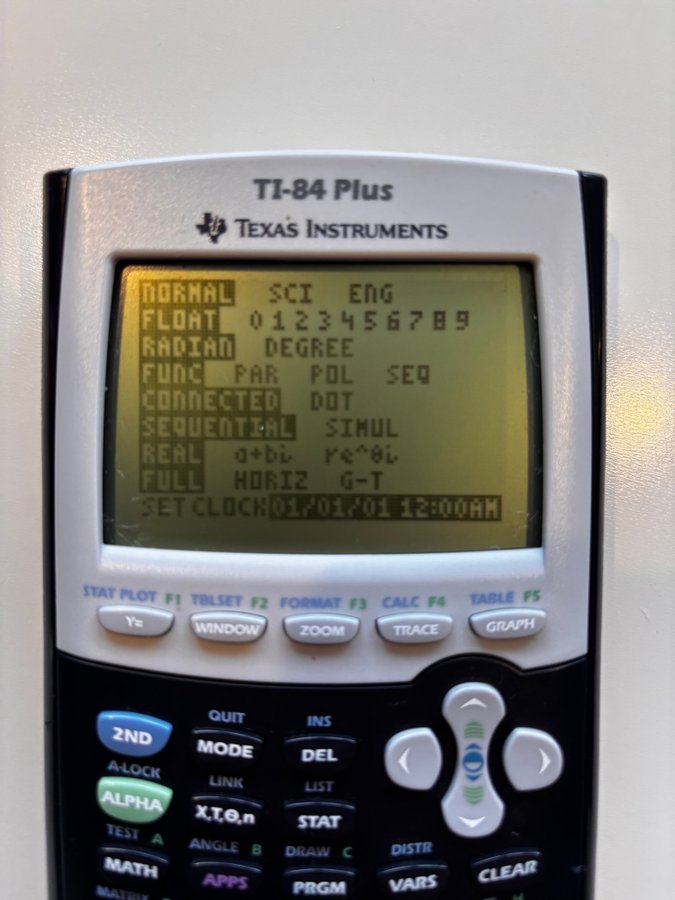 TI-84 Plus
TEXAS INSTRUMENTS
NORMAL SCI ENG
FLOAT 0123456789
RADIAN DEGREE
FUNC PAR POL SEQ
CONNECTED DOT
SEQUENTIAL SIMUL
REAL a+bi re^θi
FULL HORIZ G-T
SET CLOCK 01/01/01 12:00AM
STAT PLOT F1 TBLSET F2 FORMAT F3 CALC F4 TABLE F5
Y= WINDOW ZOOM TRACE GRAPH
QUIT INS
2ND MODE DEL
A-LOCK LINK LIST
ALPHA X,T,Θ,n STAT
TEST A ANGLE B DRAW C DISTR
MATH APPS PRGM VARS CLEAR
MATRIX